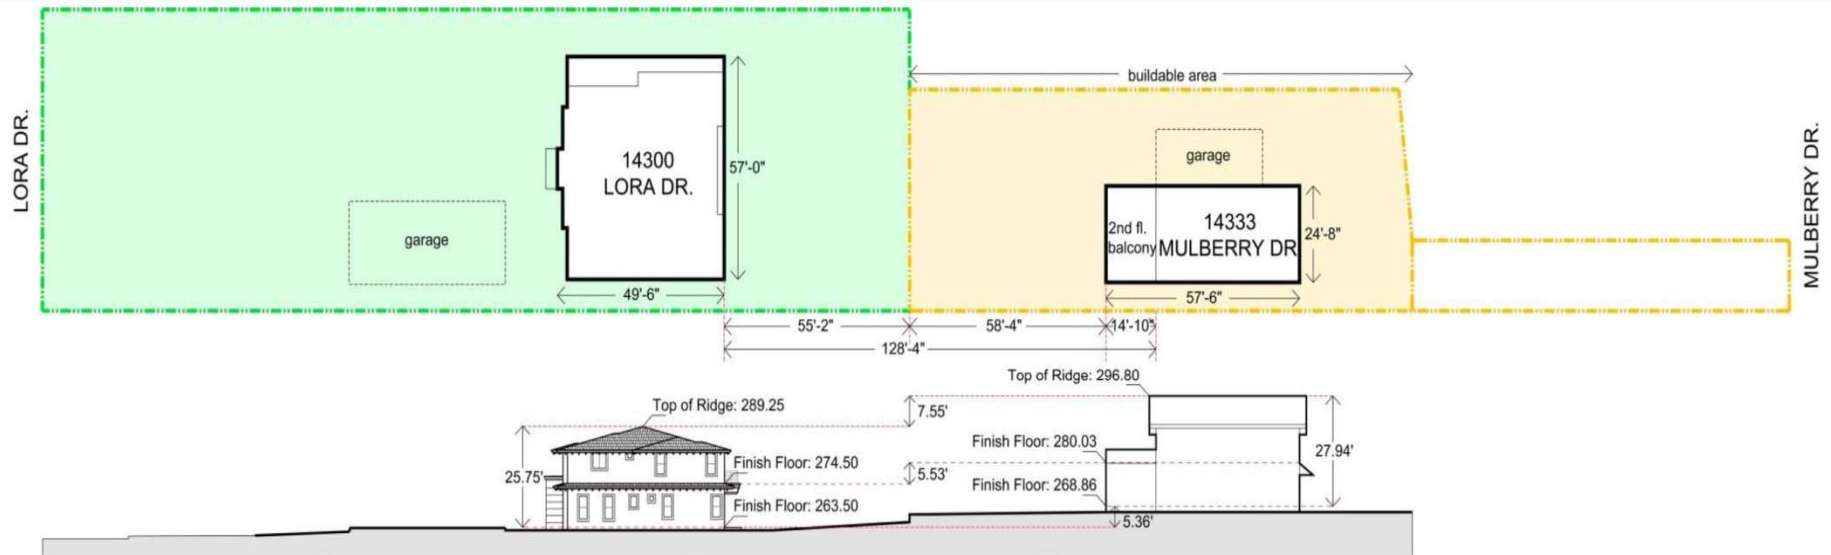 LORA DR.
14300
LORA DR.
57'-0"
garage
49'-6"
buildable area
garage
2nd fl.
balcony
14333
MULBERRY DR
24'-8"
57'-6"
MULBERRY DR.
55'-2"
58'-4"
14'-10"
128'-4"
Top of Ridge: 289.25
25.75'
Finish Floor: 274.50
Finish Floor: 263.50
7.55'
5.53'
Top of Ridge: 296.80
Finish Floor: 280.03
Finish Floor: 268.86
27.94'
5.36'